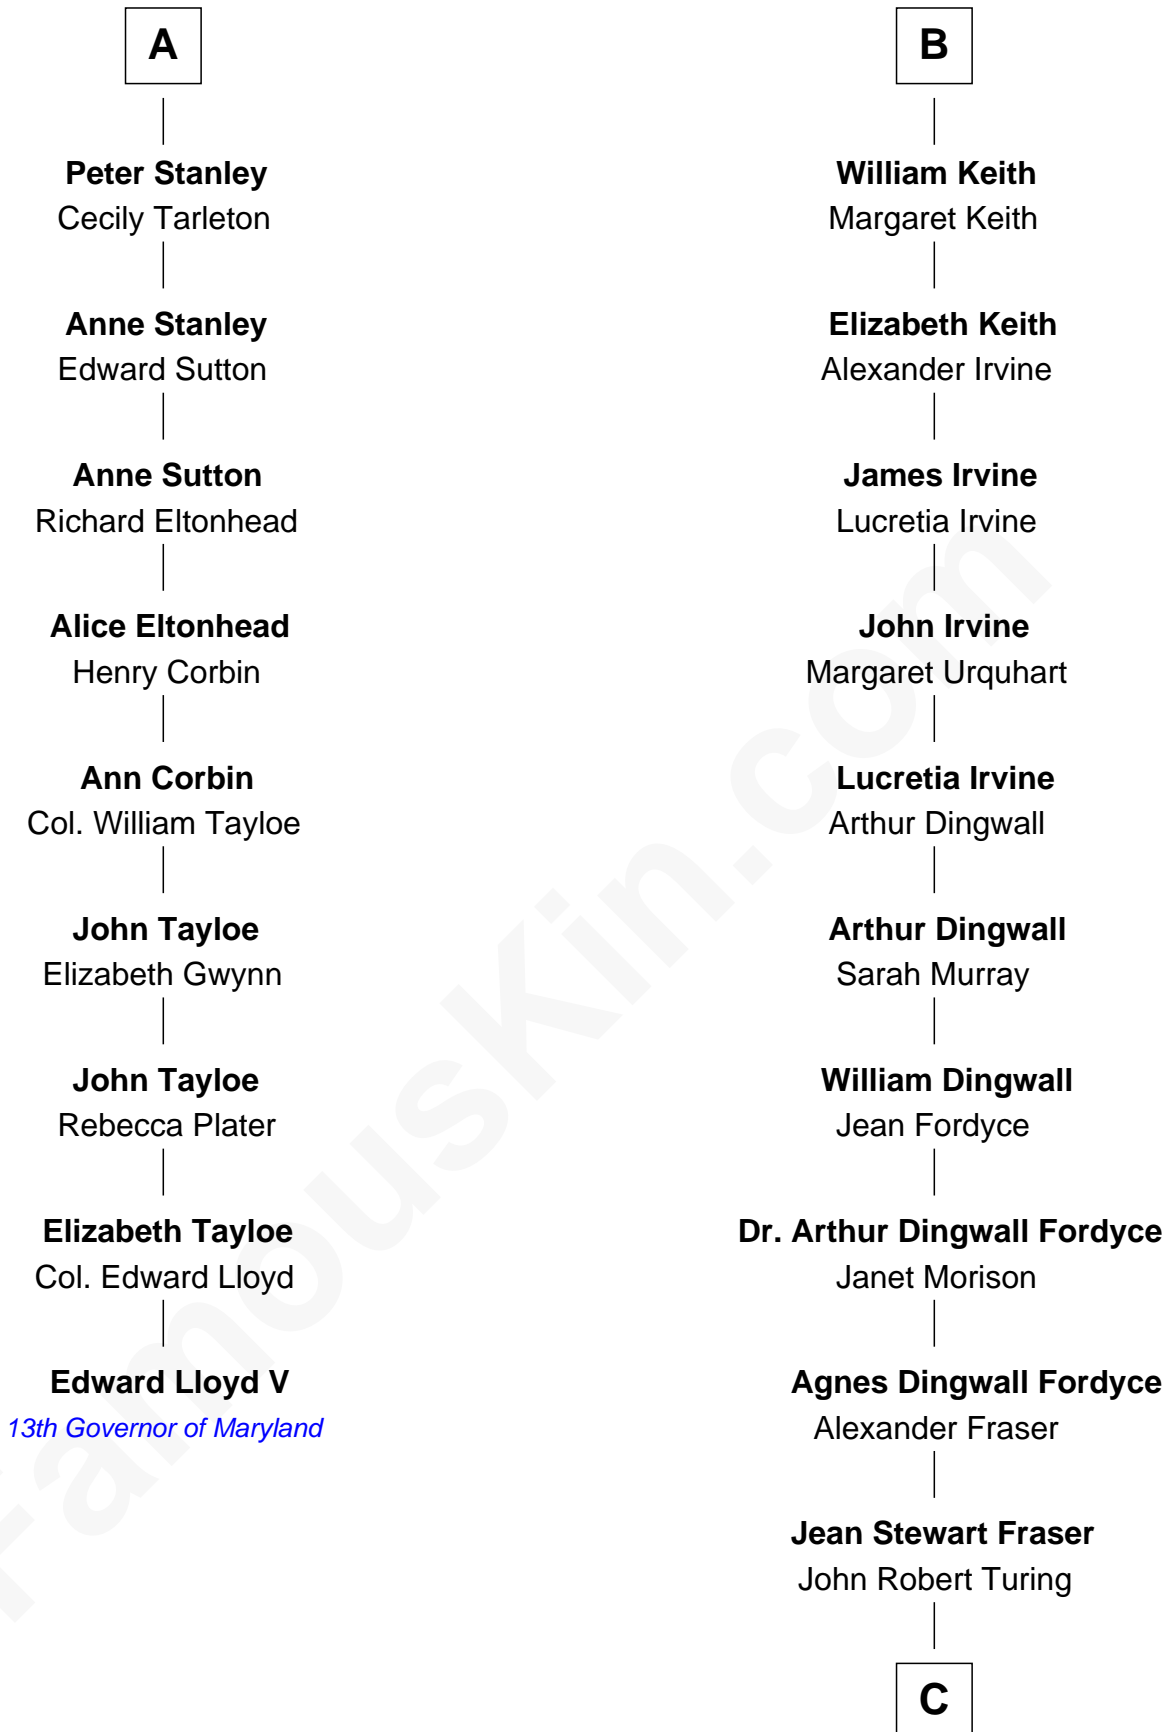 A
Peter Stanley
Cecily Tarleton
Anne Stanley
Edward Sutton
Anne Sutton
Richard Eltonhead
Alice Eltonhead
Henry Corbin
Ann Corbin
Col. William Tayloe
John Tayloe
Elizabeth Gwynn
John Tayloe
Rebecca Plater
Elizabeth Tayloe
Col. Edward Lloyd
Edward Lloyd V
13th Governor of Maryland
B
William Keith
Margaret Keith
Elizabeth Keith
Alexander Irvine
James Irvine
Lucretia Irvine
John Irvine
Margaret Urquhart
Lucretia Irvine
Arthur Dingwall
Arthur Dingwall
Sarah Murray
William Dingwall
Jean Fordyce
Dr. Arthur Dingwall Fordyce
Janet Morison
Agnes Dingwall Fordyce
Alexander Fraser
Jean Stewart Fraser
John Robert Turing
C
FamousKin.com